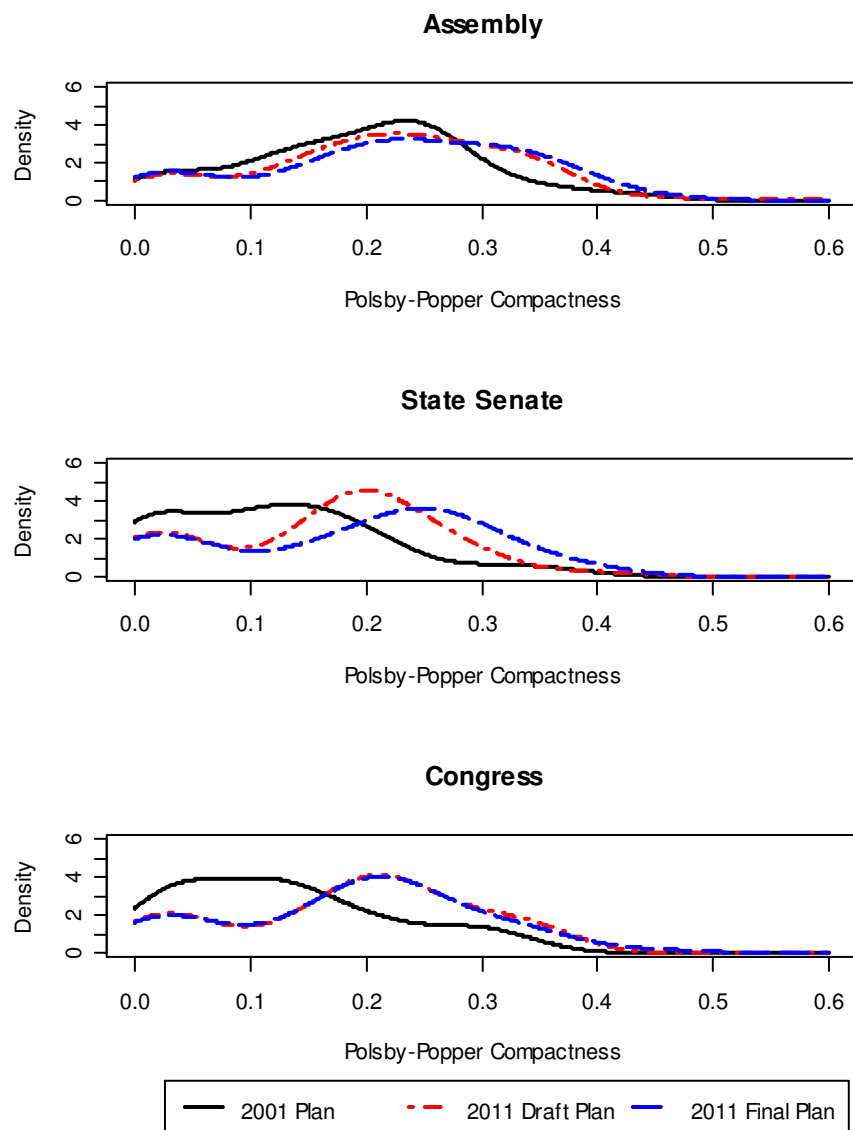 Assembly
Density
0 2 4 6
0.0 0.1 0.2 0.3 0.4 0.5 0.6
Polsby-Popper Compactness
State Senate
Density
0 2 4 6
0.0 0.1 0.2 0.3 0.4 0.5 0.6
Polsby-Popper Compactness
Congress
Density
0 2 4 6
0.0 0.1 0.2 0.3 0.4 0.5 0.6
Polsby-Popper Compactness
2001 Plan 2011 Draft Plan 2011 Final Plan